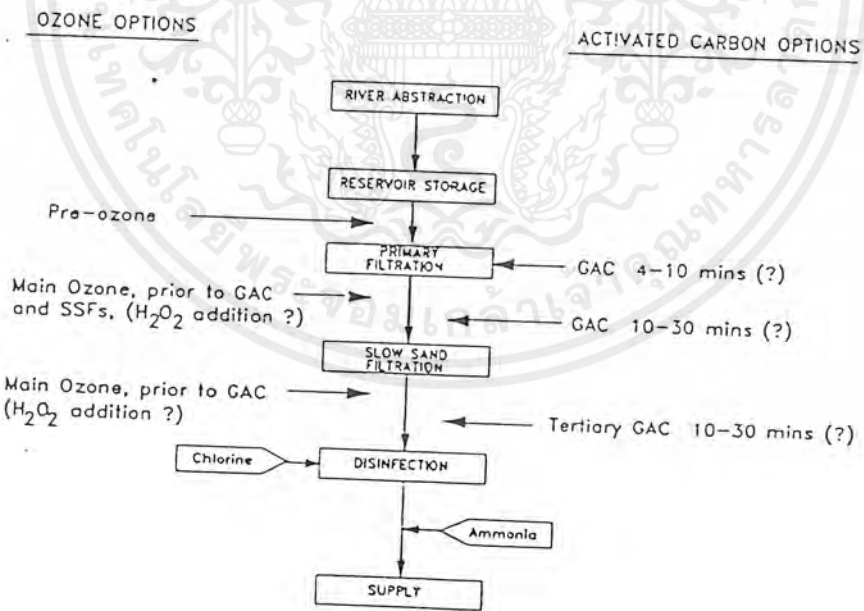 OZONE OPTIONS
ACTIVATED CARBON OPTIONS
RIVER ABSTRACTION
RESERVOIR STORAGE
Pre-ozone
PRIMARY
FILTRATION
GAC 4-10 mins (?)
Main Ozone, prior to GAC
and SSFs, (H₂O₂ addition ?)
GAC 10-30 mins (?)
SLOW SAND
FILTRATION
Main Ozone, prior to GAC
(H₂O₂ addition ?)
Tertiary GAC 10-30 mins (?)
Chlorine
DISINFECTION
Ammonia
SUPPLY